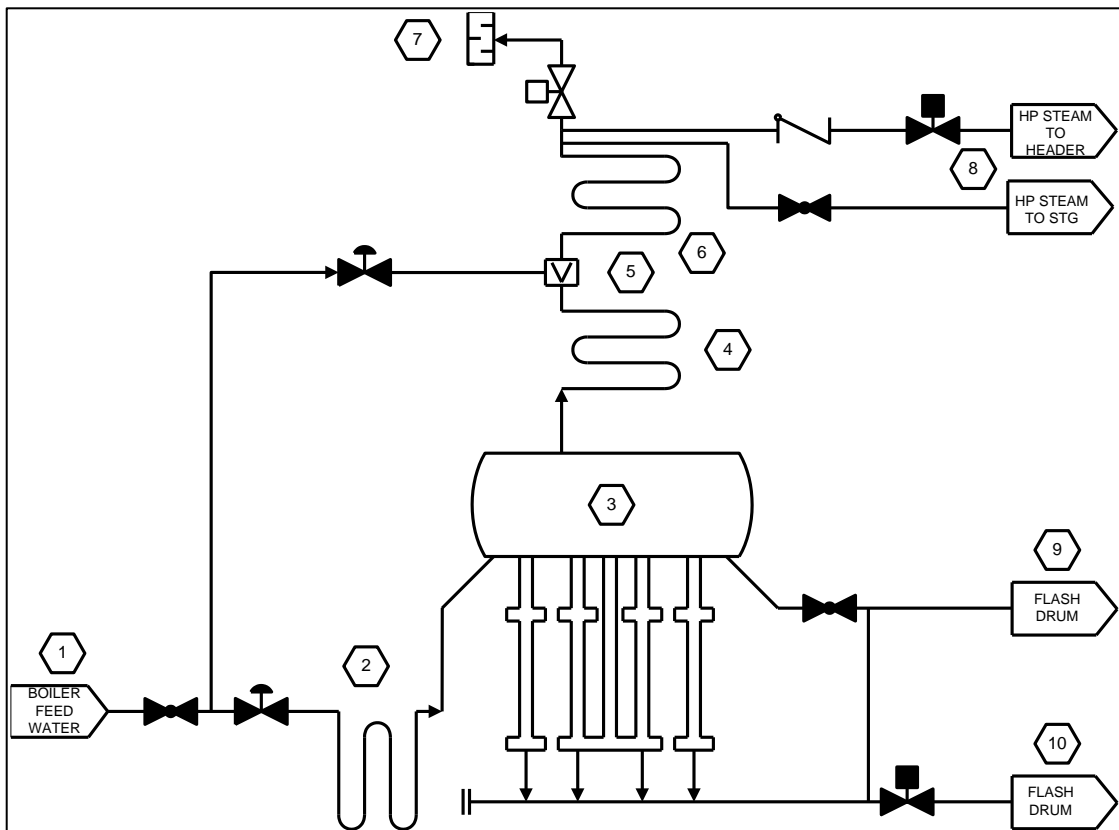 7
HP STEAM
TO
HEADER
8
HP STEAM
TO STG
6
5
4
3
9
FLASH
DRUM
1
2
BOILER
FEED
WATER
10
FLASH
DRUM